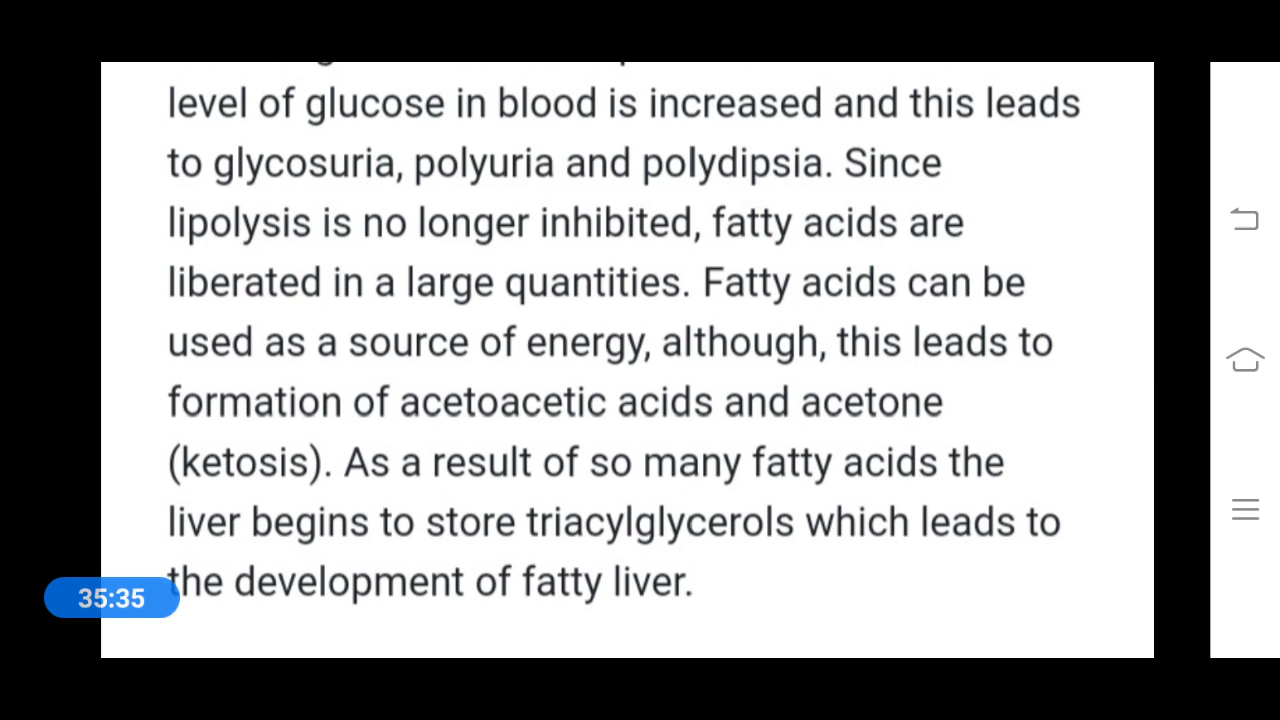 level of glucose in blood is increased and this leads
to glycosuria, polyuria and polydipsia. Since
lipolysis is no longer inhibited, fatty acids are
liberated in a large quantities. Fatty acids can be
used as a source of energy, although, this leads to
formation of acetoacetic acids and acetone
(ketosis). As a result of so many fatty acids the
liver begins to store triacylglycerols which leads to
the development of fatty liver.
35:35